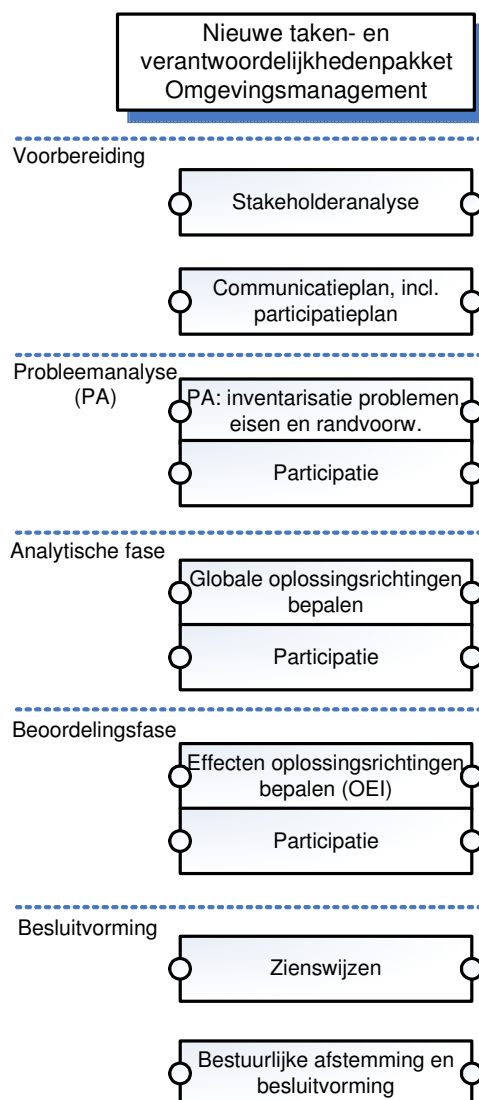 Nieuwe taken- en
verantwoordelijkhedenpakket
Omgevingsmanagement
Voorbereiding
Stakeholderanalyse
Communicatieplan, incl.
participatieplan
Probleemanalyse
(PA)
PA: inventarisatie problemen,
eisen en randvoorw.
Participatie
Analytische fase
Globale oplossingsrichtingen
bepalen
Participatie
Beoordelingsfase
Effecten oplossingsrichtingen
bepalen (OEI)
Participatie
Besluitvorming
Zienswijzen
Bestuurlijke afstemming en
besluitvorming